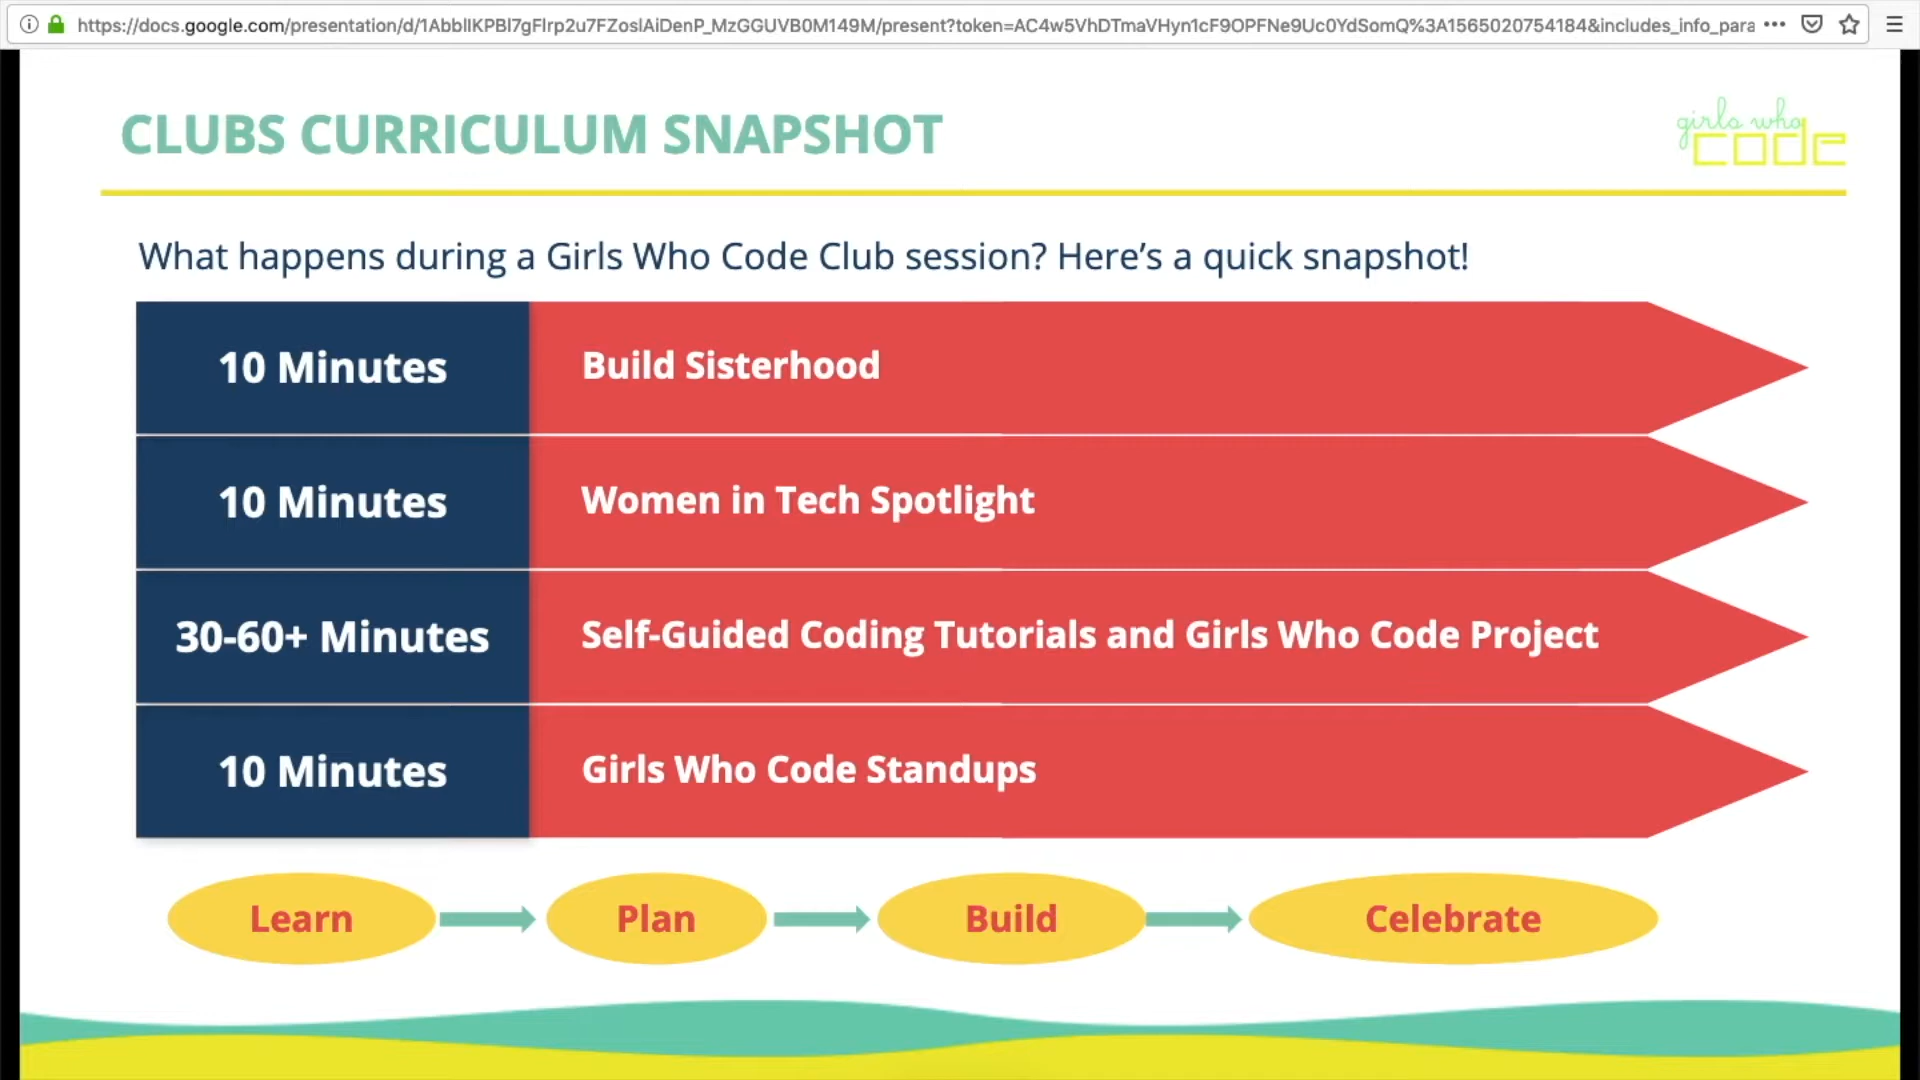 https://docs.google.com/presentation/d/1AbblIKPBl7gFlrp2u7FZoslAiDenP_MzGGUVB0M149M/present?token=AC4w5VhDTmaVHyn1cF9OPFNe9Uc0YdSomQ%3A1565020754184&includes_info_para
CLUBS CURRICULUM SNAPSHOT
girls who
code
What happens during a Girls Who Code Club session? Here's a quick snapshot!
10 Minutes Build Sisterhood
10 Minutes Women in Tech Spotlight
30-60+ Minutes Self-Guided Coding Tutorials and Girls Who Code Project
10 Minutes Girls Who Code Standups
Learn Plan Build Celebrate